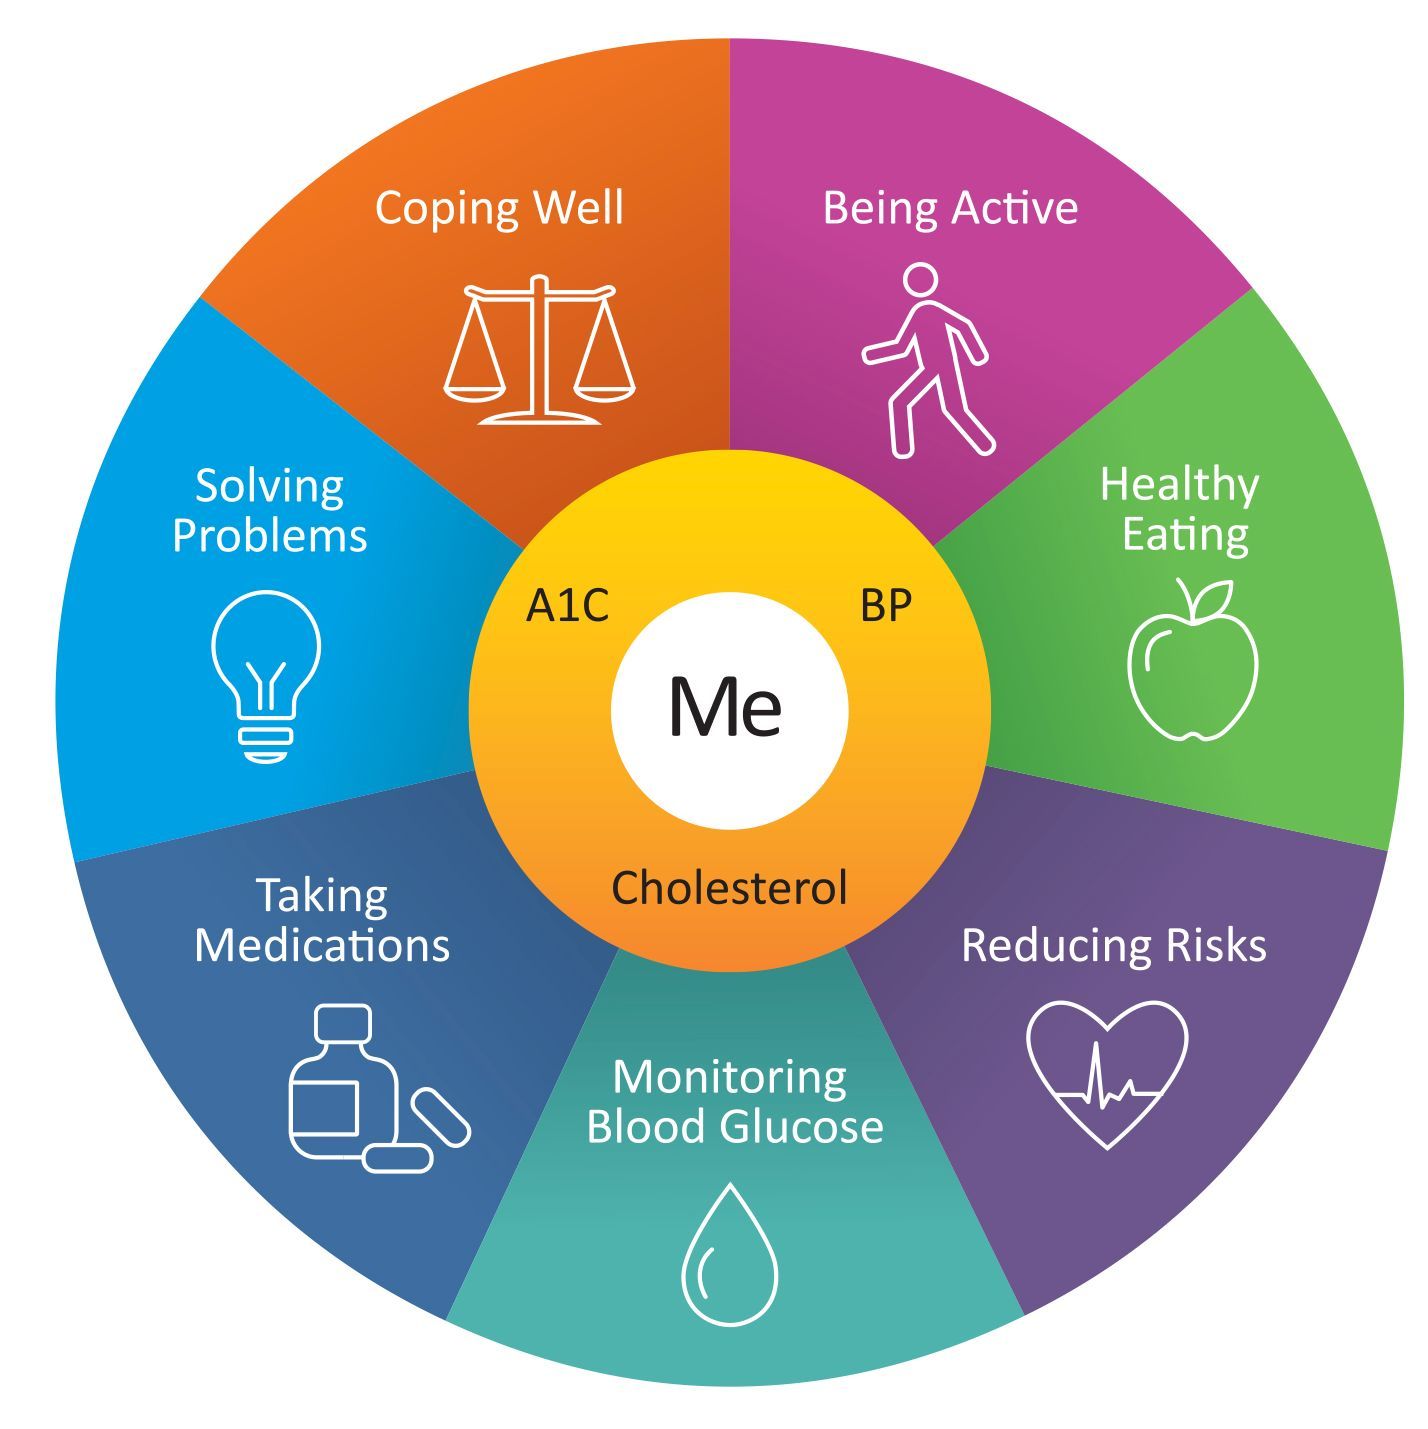 Coping Well
Being Active
Healthy
Eating
Reducing Risks
Monitoring
Blood Glucose
Taking
Medications
Solving
Problems
A1C
BP
Cholesterol
Me